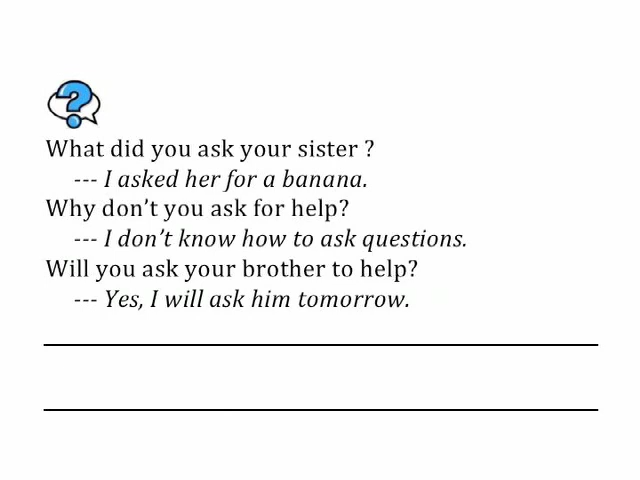 What did you ask your sister ?
--- I asked her for a banana.
Why don’t you ask for help?
--- I don’t know how to ask questions.
Will you ask your brother to help?
--- Yes, I will ask him tomorrow.